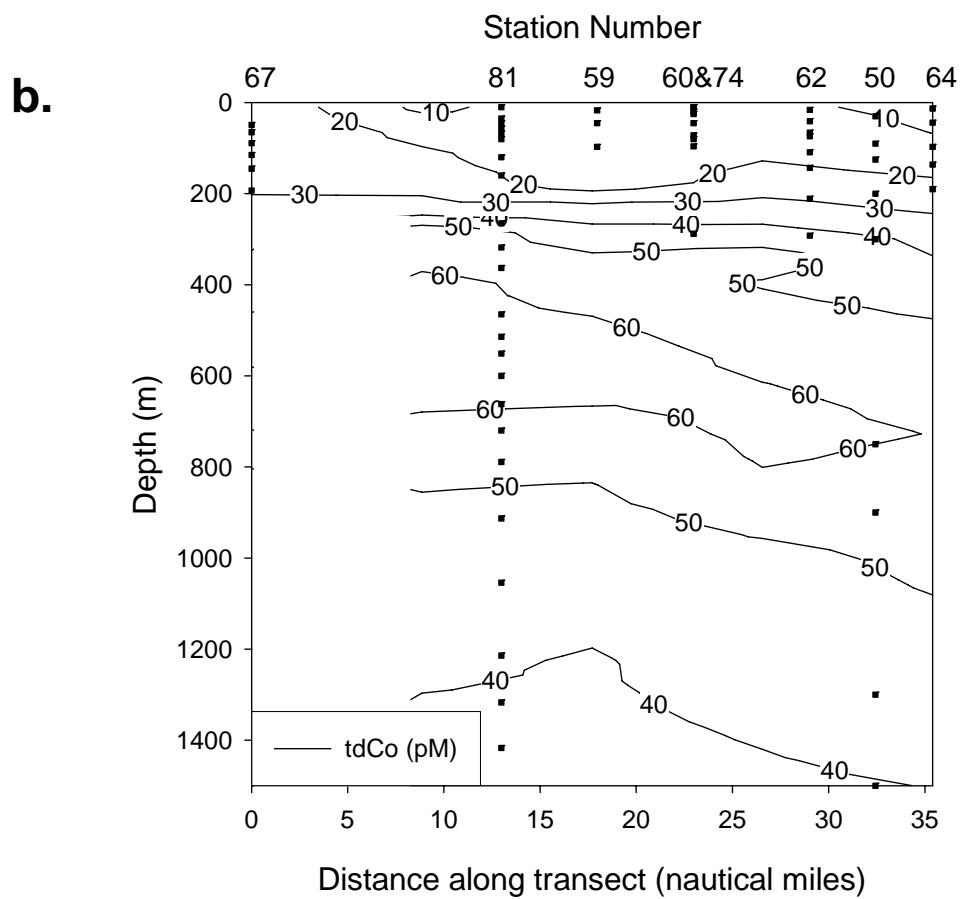 b.
Station Number
67 81 59 60&74 62 50 64
0
200
400
600
800
1000
1200
1400
Depth (m)
10 10
20 20 20 20
30 30 30 30
40 40 40
50 50 50
50 50
60 60 60
60 60 60
50 50 50
40 40 40
tdCo (pM)
0 5 10 15 20 25 30 35
Distance along transect (nautical miles)